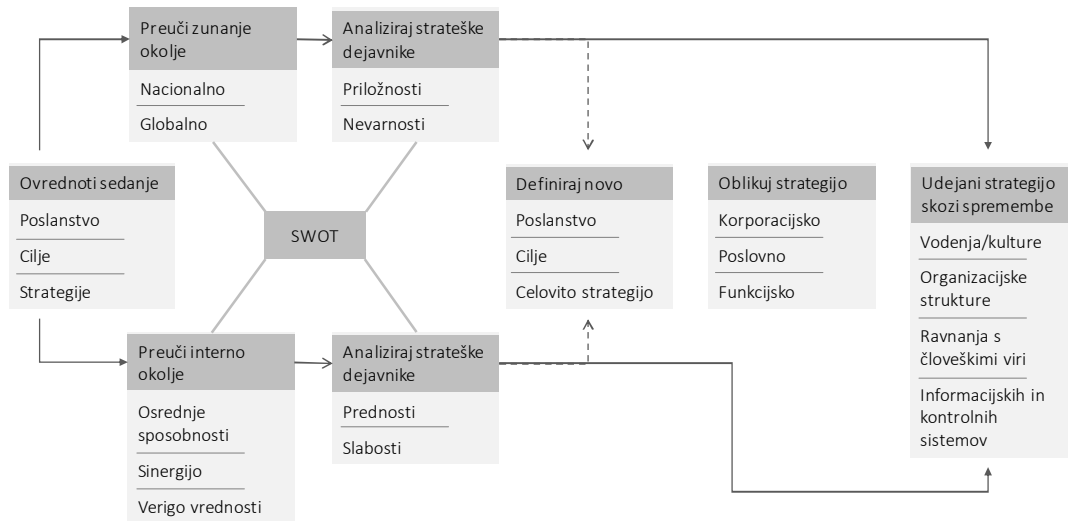 Ovrednoti sedanje
Poslanstvo
Cilje
Strategije
Preuči zunanje
okolje
Nacionalno
Globalno
Analiziraj strateške
dejavnike
Priložnosti
Nevarnosti
SWOT
Preuči interno
okolje
Osrednje
sposobnosti
Sinergijo
Verigo vrednosti
Analiziraj strateške
dejavnike
Prednosti
Slabosti
Definiraj novo
Poslanstvo
Cilje
Celovito strategijo
Oblikuj strategijo
Korporacijsko
Poslovno
Funkcijsko
Udejani strategijo
skozi spremembe
Vodenja/kulture
Organizacijske
strukture
Ravnanja s
človeškimi viri
Informacijskih in
kontrolnih
sistemov